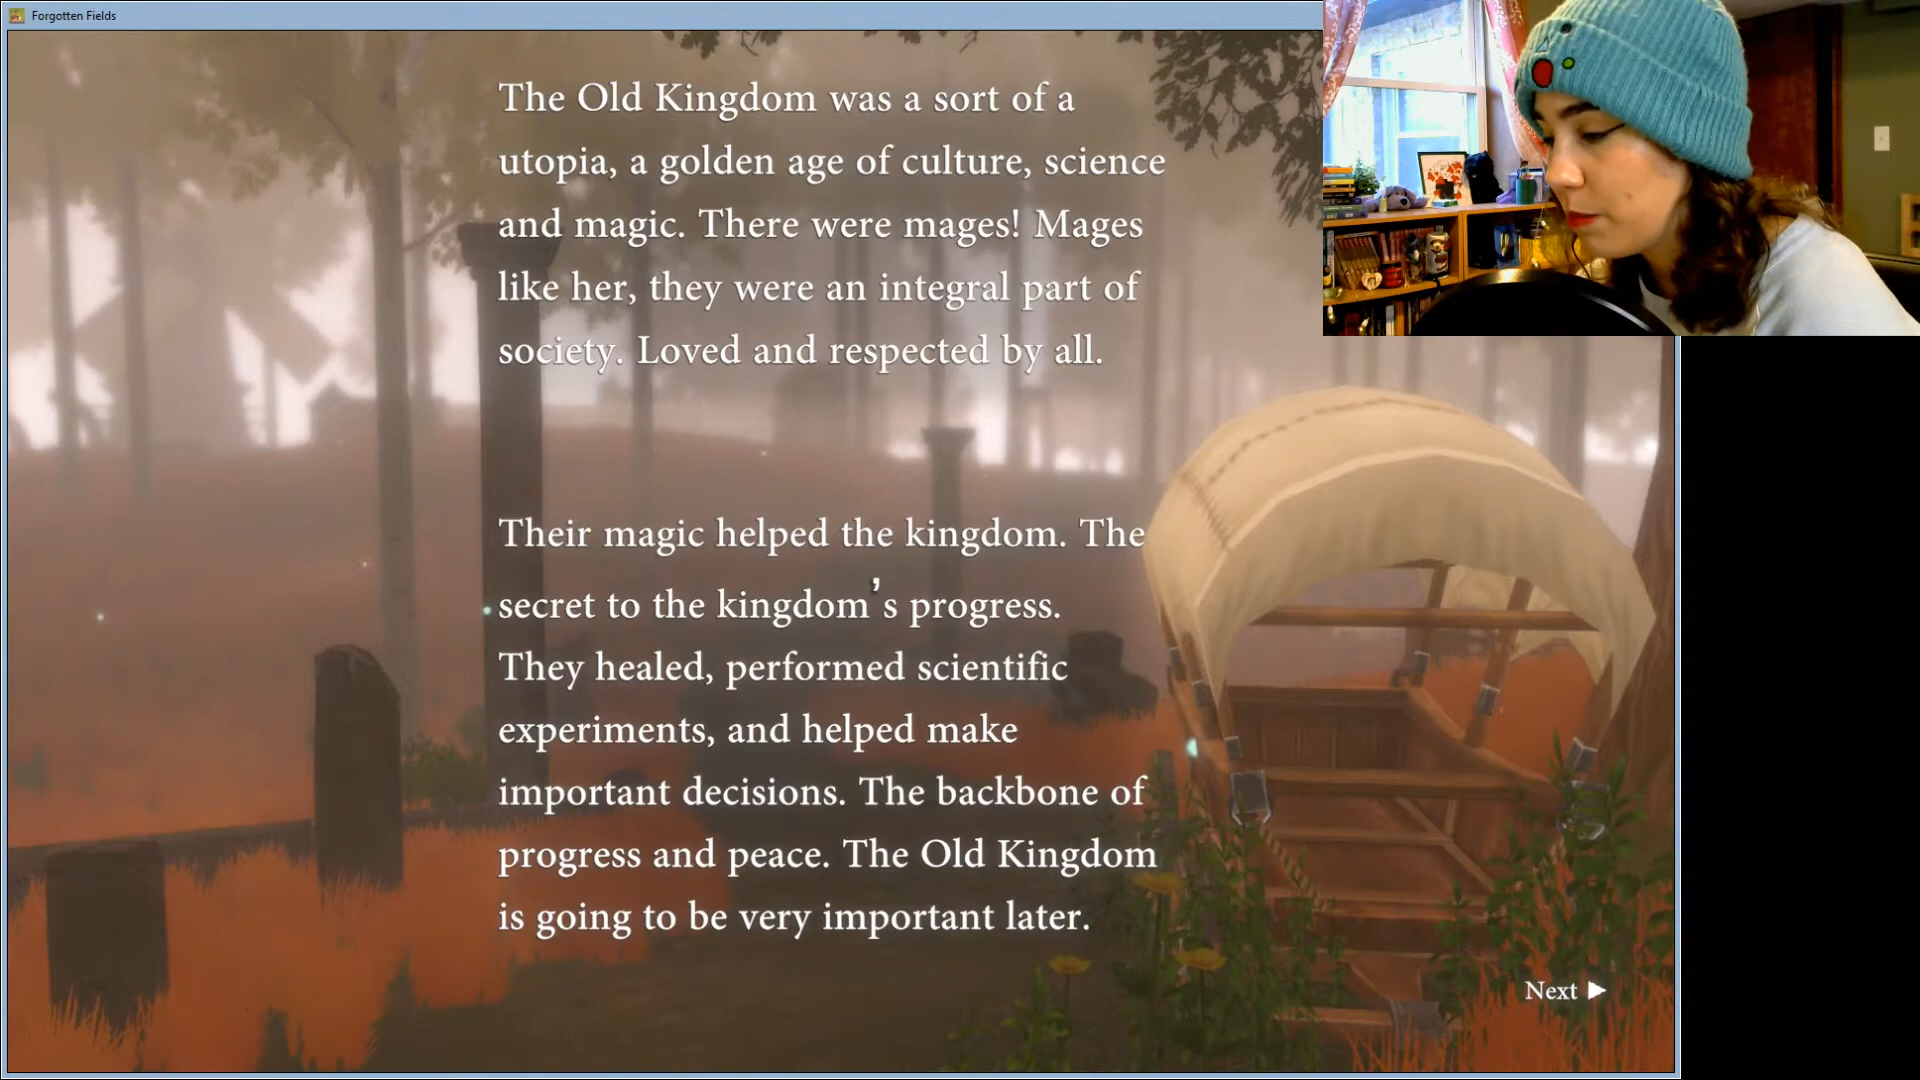 Forgotten Fields
The Old Kingdom was a sort of a
utopia, a golden age of culture, science
and magic. There were mages! Mages
like her, they were an integral part of
society. Loved and respected by all.
Their magic helped the kingdom. The
secret to the kingdom's progress.
They healed, performed scientific
experiments, and helped make
important decisions. The backbone of
progress and peace. The Old Kingdom
is going to be very important later.
Next